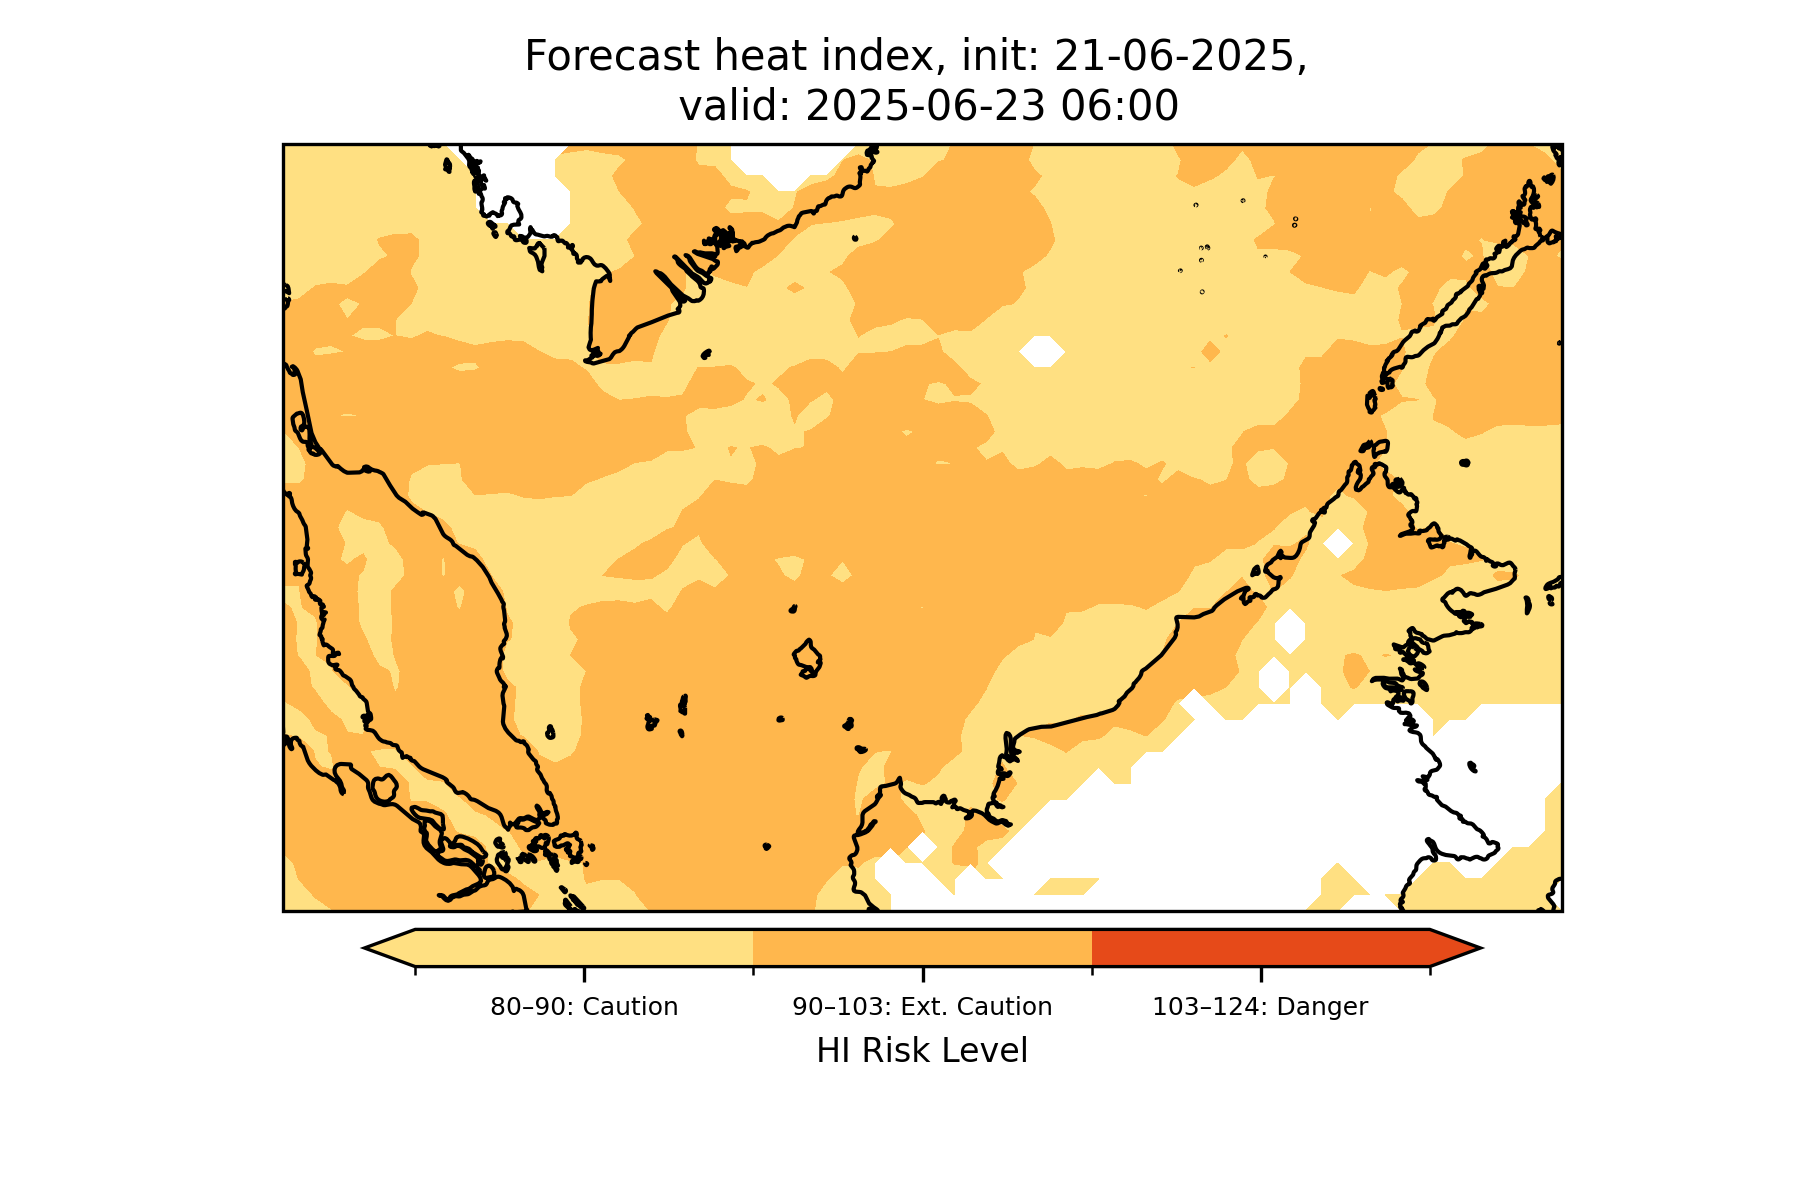 Forecast heat index, init: 21-06-2025,
valid: 2025-06-23 06:00
80–90: Caution
90–103: Ext. Caution
103–124: Danger
HI Risk Level